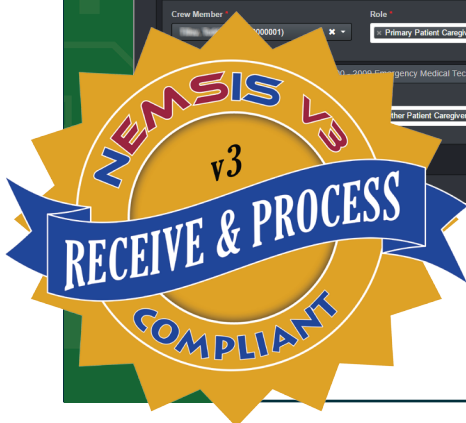 Crew Member * Role *
000001) × Primary Patient Caregiv
- 2009 Emergency Medical Tec
ther Patient Caregiver
NEMSIS V3
v3
RECEIVE & PROCESS
COMPLIANT